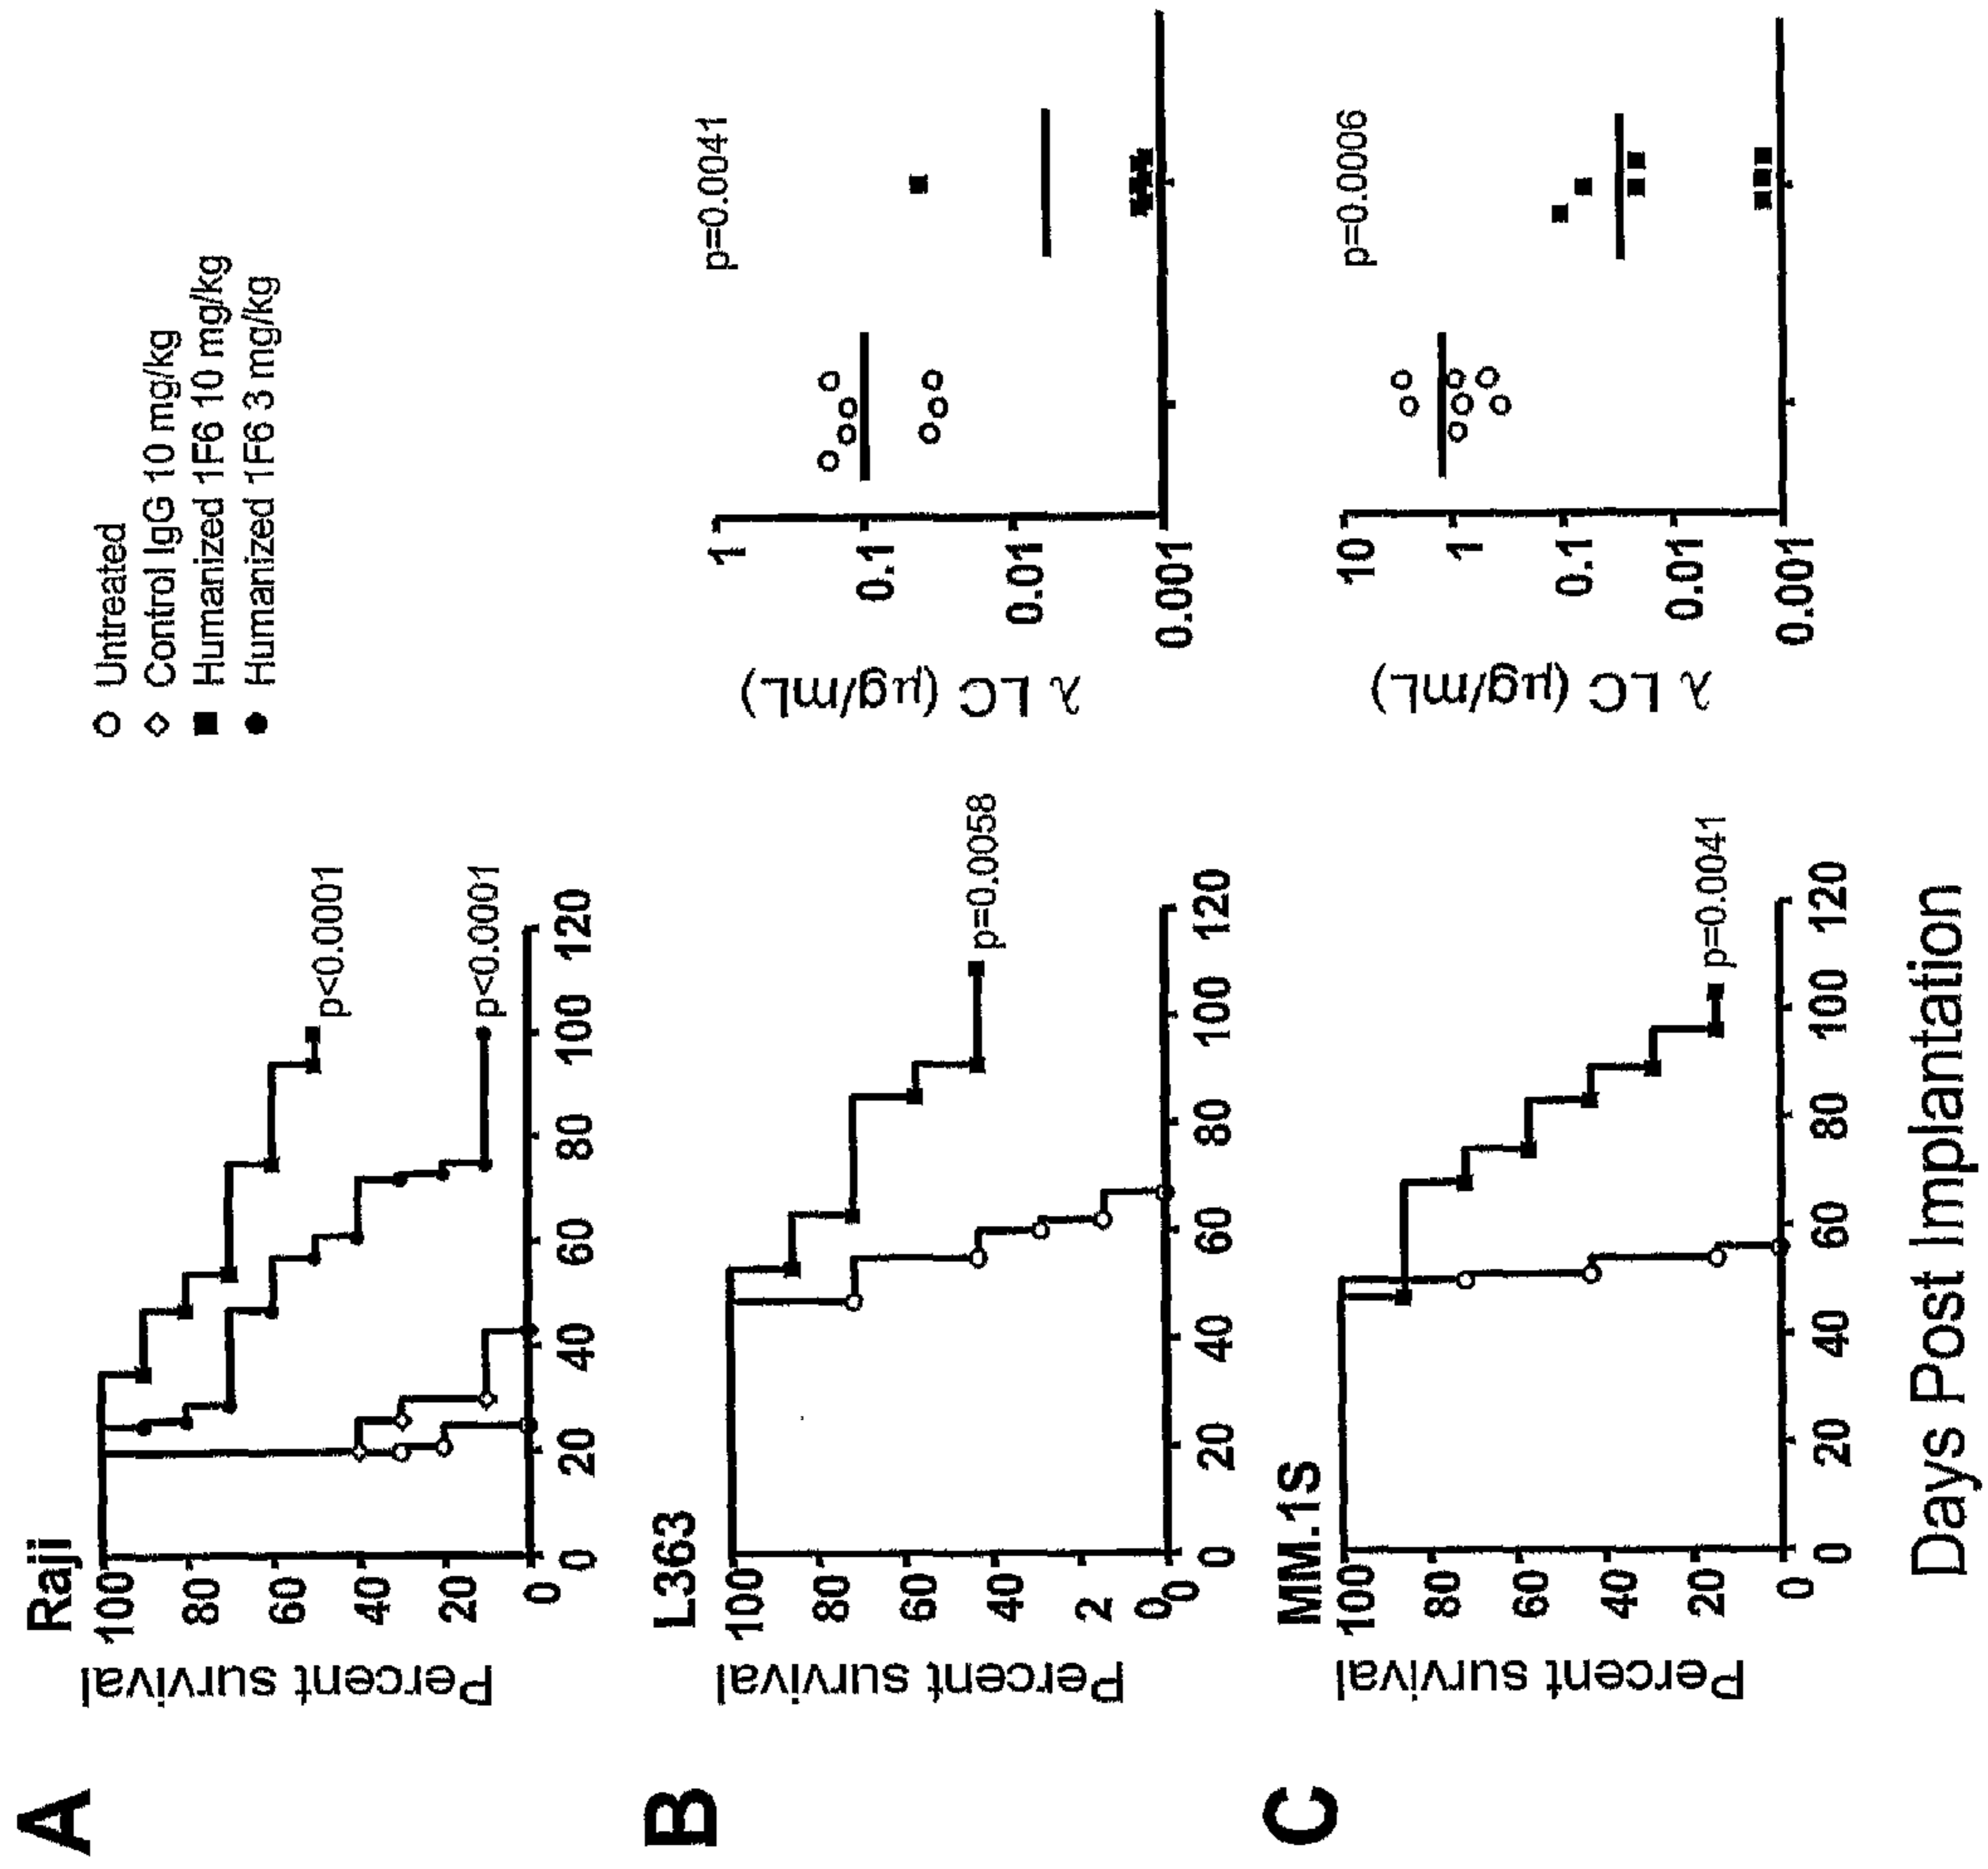 A
Raji
Percent survival
100
80
60
40
20
0
0 20 40 60 80 100 120
p<0.0001
p<0.0001
Untreated
Control IgG 10 mg/kg
Humanized 1F6 10 mg/kg
Humanized 1F6 3 mg/kg
B
L363
Percent survival
100
80
60
40
2
0
0 0 20 40 60 80 100 120
p=0.0058
λ LC (µg/mL)
1
0.1
0.01
0.001
p=0.0041
C
MM.1S
Percent survival
100
80
60
40
20
0
0 20 40 60 80 100 120
p=0.0041
λ LC (µg/mL)
10
1
0.1
0.01
0.001
p=0.0006
Days Post Implantation